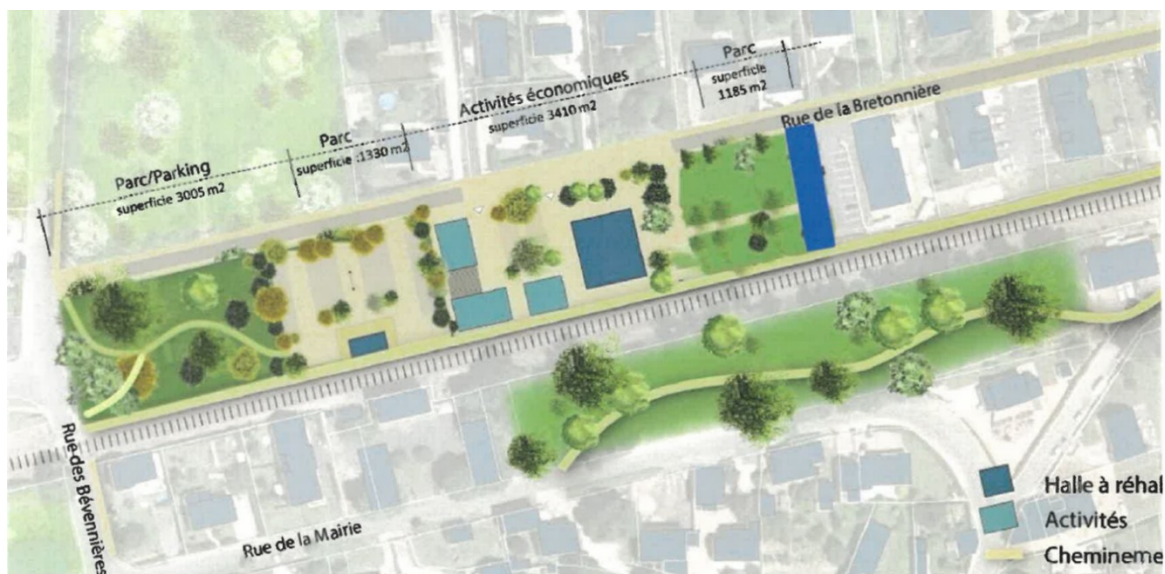 Parc
superficie
1185 m2
Activités économiques
superficie 3410 m2
Rue de la Bretonnière
Parc
superficie :1330 m2
Parc/Parking
superficie 3005 m2
Rue des Bévennières
Rue de la Mairie
Halle à réhal
Activités
Chemineme